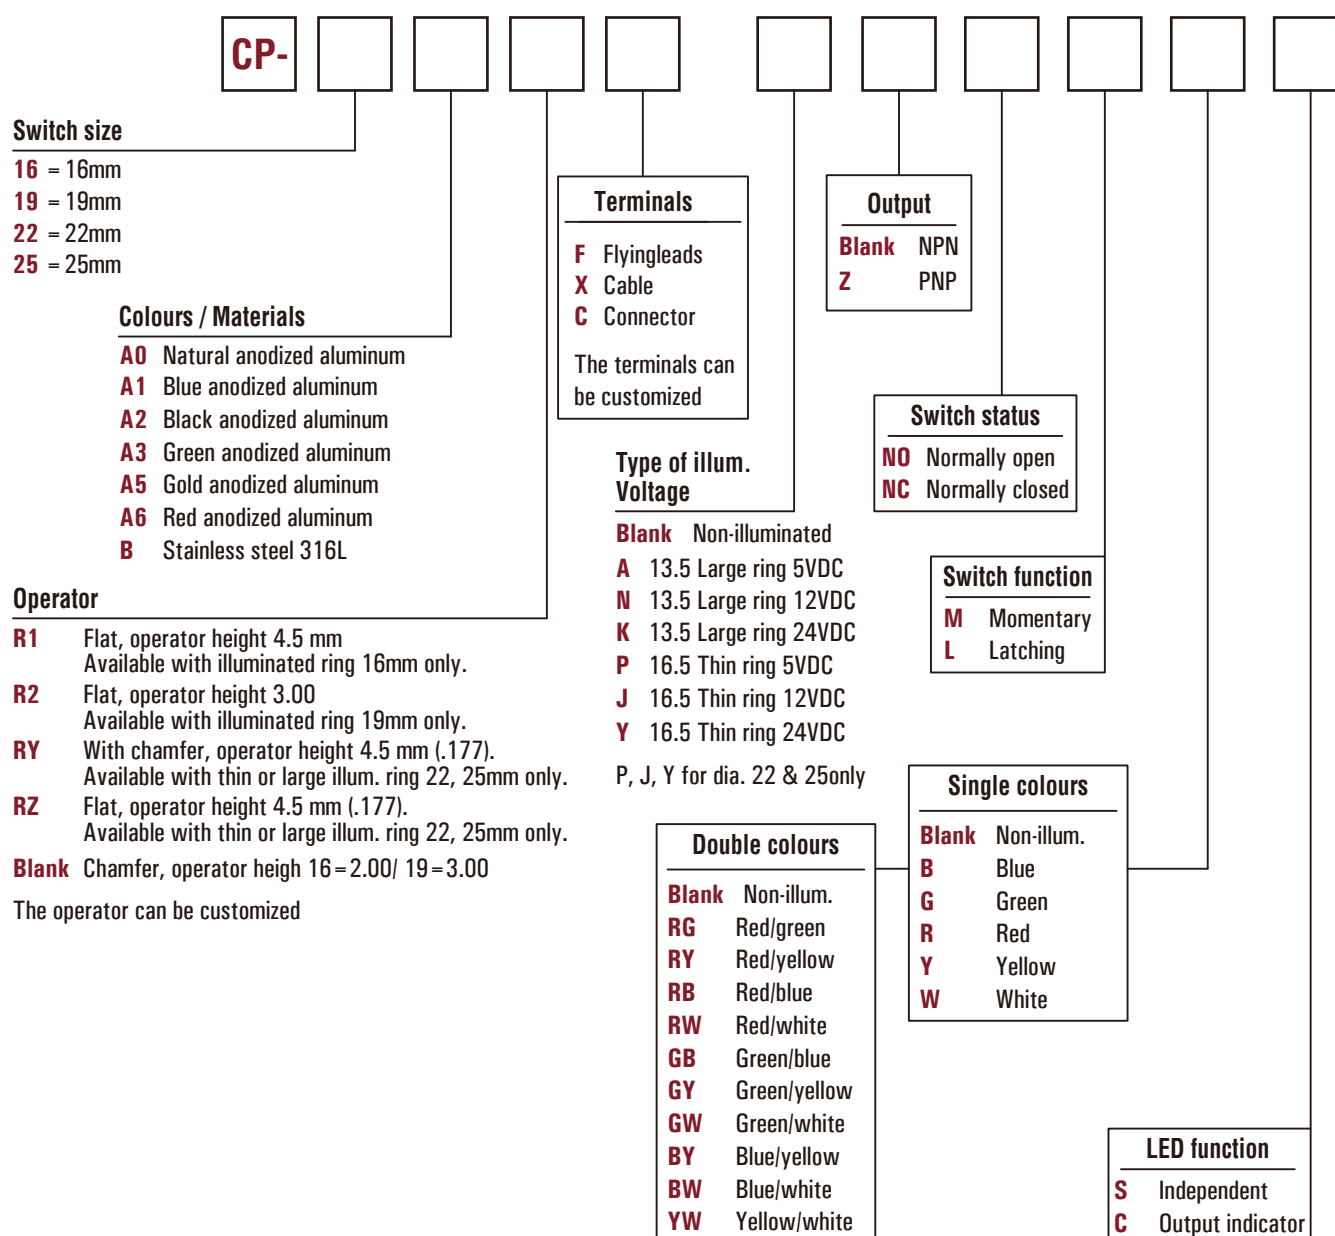 CP-
Switch size
16 = 16mm
19 = 19mm
22 = 22mm
25 = 25mm
Colours / Materials
A0 Natural anodized aluminum
A1 Blue anodized aluminum
A2 Black anodized aluminum
A3 Green anodized aluminum
A5 Gold anodized aluminum
A6 Red anodized aluminum
B Stainless steel 316L
Operator
R1 Flat, operator height 4.5 mm
Available with illuminated ring 16mm only.
R2 Flat, operator height 3.00
Available with illuminated ring 19mm only.
RY With chamfer, operator height 4.5 mm (.177).
Available with thin or large illum. ring 22, 25mm only.
RZ Flat, operator height 4.5 mm (.177).
Available with thin or large illum. ring 22, 25mm only.
Blank Chamfer, operator heigh 16=2.00/ 19=3.00
The operator can be customized
Terminals
F Flyingleads
X Cable
C Connector
The terminals can
be customized
Type of illum.
Voltage
Blank Non-illuminated
A 13.5 Large ring 5VDC
N 13.5 Large ring 12VDC
K 13.5 Large ring 24VDC
P 16.5 Thin ring 5VDC
J 16.5 Thin ring 12VDC
Y 16.5 Thin ring 24VDC
P, J, Y for dia. 22 & 25only
Output
Blank NPN
Z PNP
Switch status
NO Normally open
NC Normally closed
Switch function
M Momentary
L Latching
Single colours
Blank Non-illum.
B Blue
G Green
R Red
Y Yellow
W White
Double colours
Blank Non-illum.
RG Red/green
RY Red/yellow
RB Red/blue
RW Red/white
GB Green/blue
GY Green/yellow
GW Green/white
BY Blue/yellow
BW Blue/white
YW Yellow/white
LED function
S Independent
C Output indicator